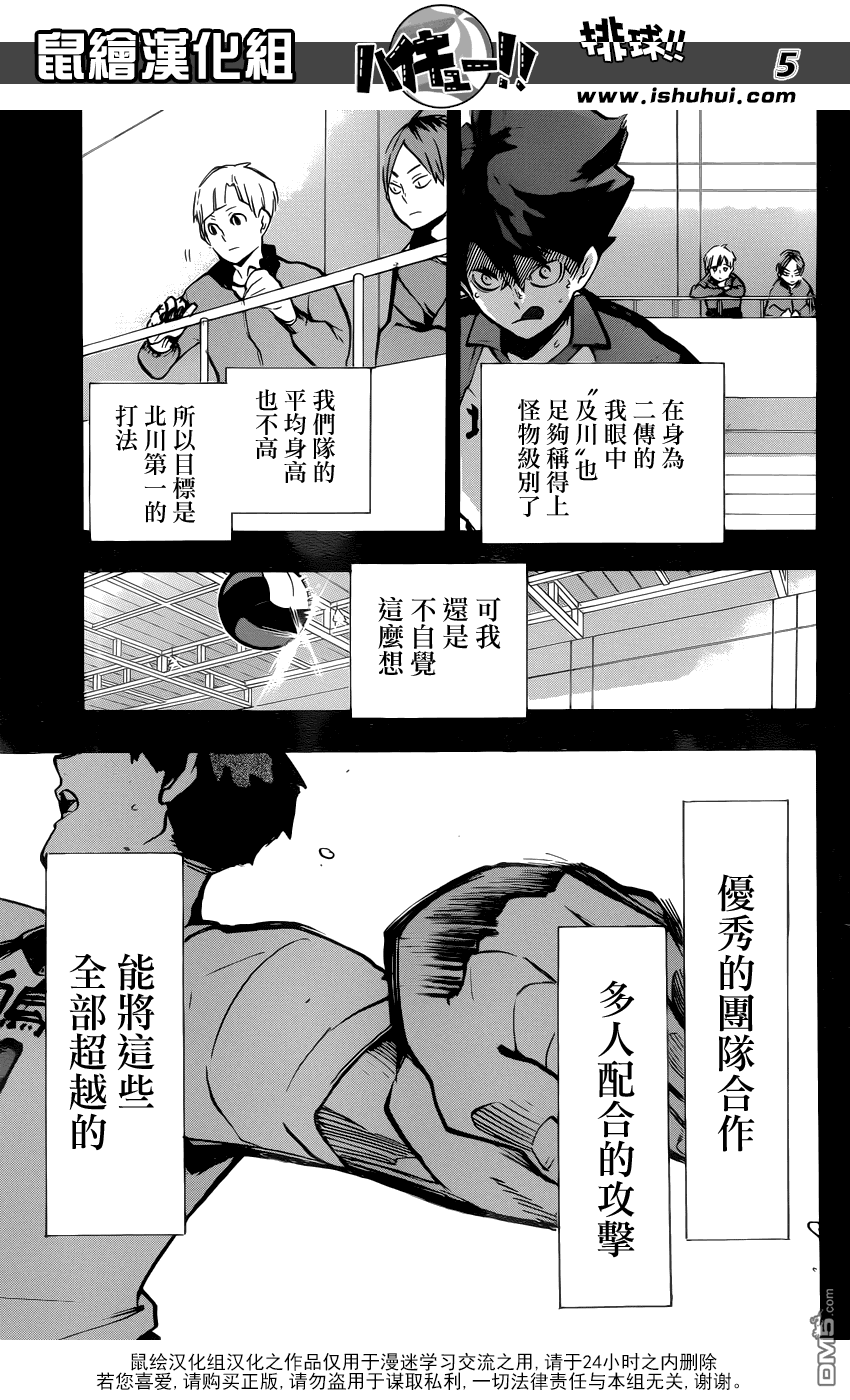 鼠繪漢化組
ハイキュー!!
排球!!
5
www.ishuhui.com
在身為
二傳的
我眼中
〝及川〞也
足夠稱得上
怪物級別了
我們隊的
平均身高
也不高
所以目標是
北川第一的
打法
可我
還是
不自覺
這麼想
優秀的團隊合作
多人配合的攻擊
能將這些
全部超越的
DM5.com
鼠绘汉化组汉化之作品仅用于漫迷学习交流之用, 请于24小时之内删除
若您喜爱, 请购买正版, 请勿用于谋取私利, 一切法律责任与本组无关, 谢谢。